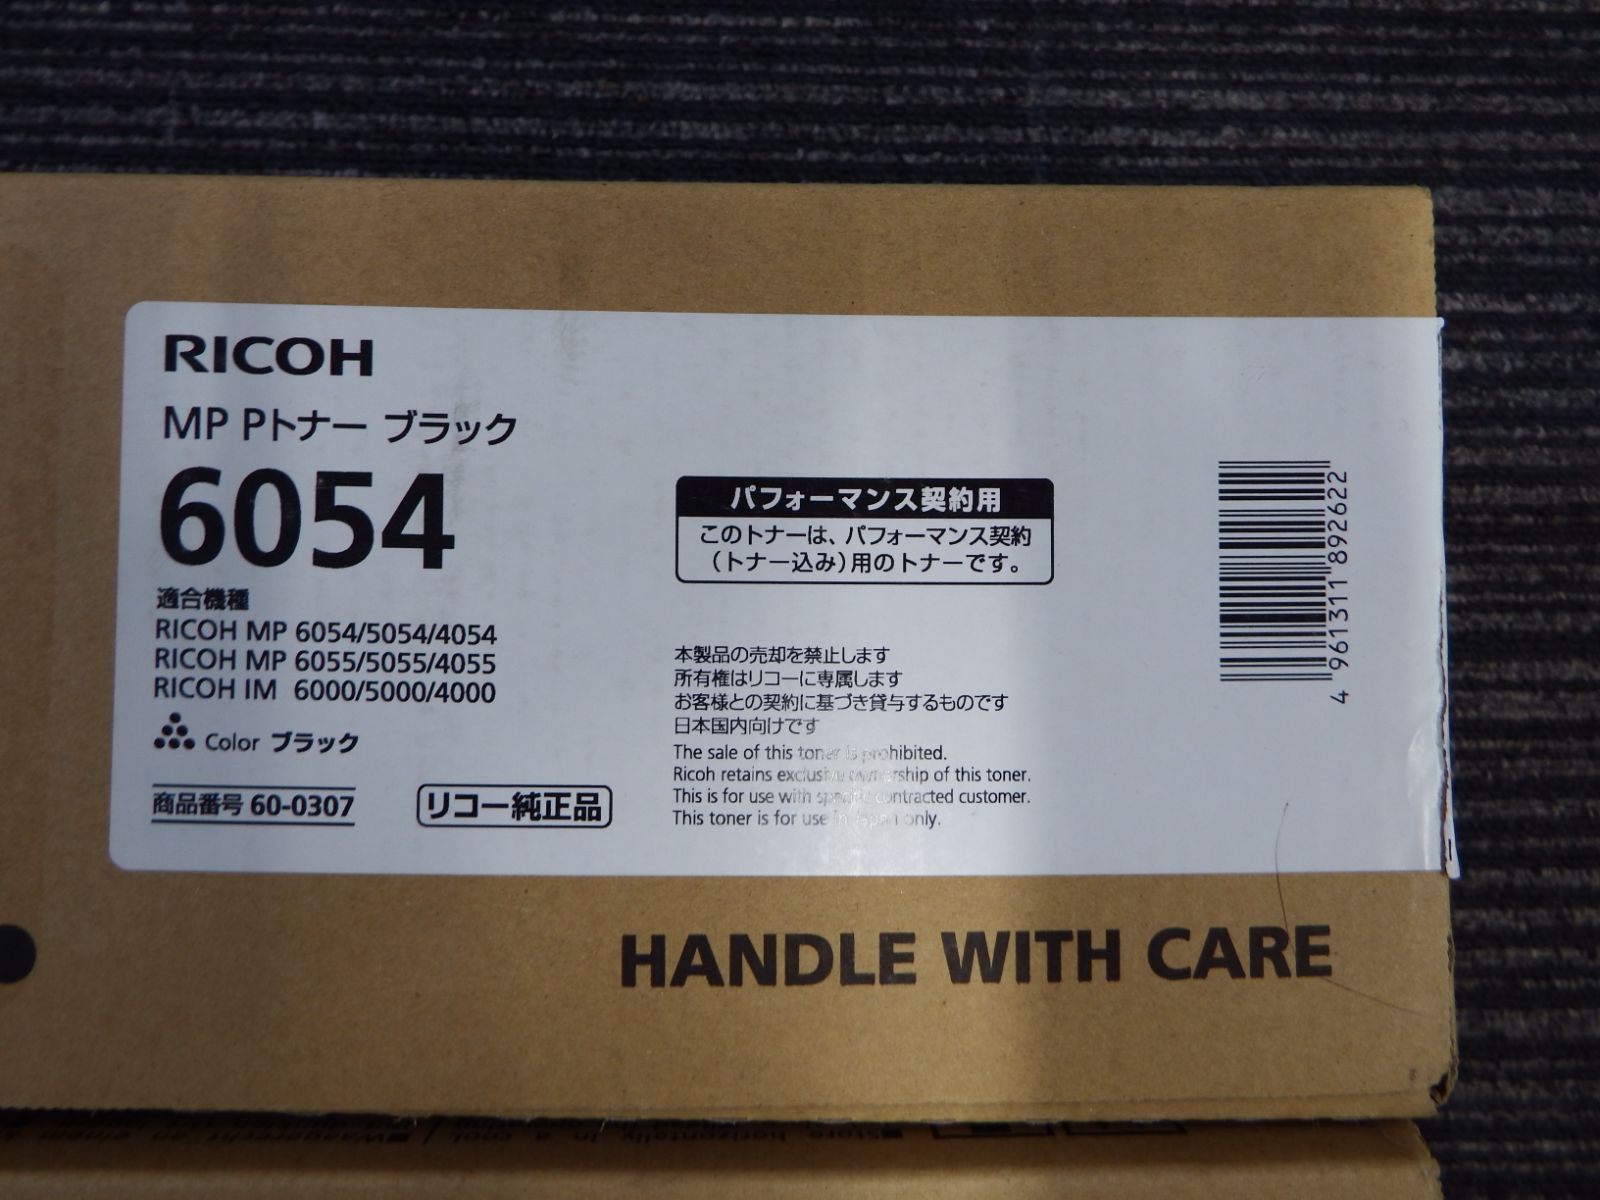 RICOH
MP Pトナー ブラック
6054
適合機種
RICOH MP 6054/5054/4054
RICOH MP 6055/5055/4055
RICOH IM 6000/5000/4000
Color ブラック
商品番号 60-0307
リコー純正品
パフォーマンス契約用
このトナーは、パフォーマンス契約
（トナー込み）用のトナーです。
本製品の売却を禁止します
所有権はリコーに専属します
お客様との契約に基づき貸与するものです
日本国内向けです
The sale of this toner is prohibited.
Ricoh retains exclusive ownership of this toner.
This is for use with specific contracted customer.
This toner is for use in Japan only.
4 961311 892622
HANDLE WITH CARE
Store horizontally in a cool
Waagerecht an einem